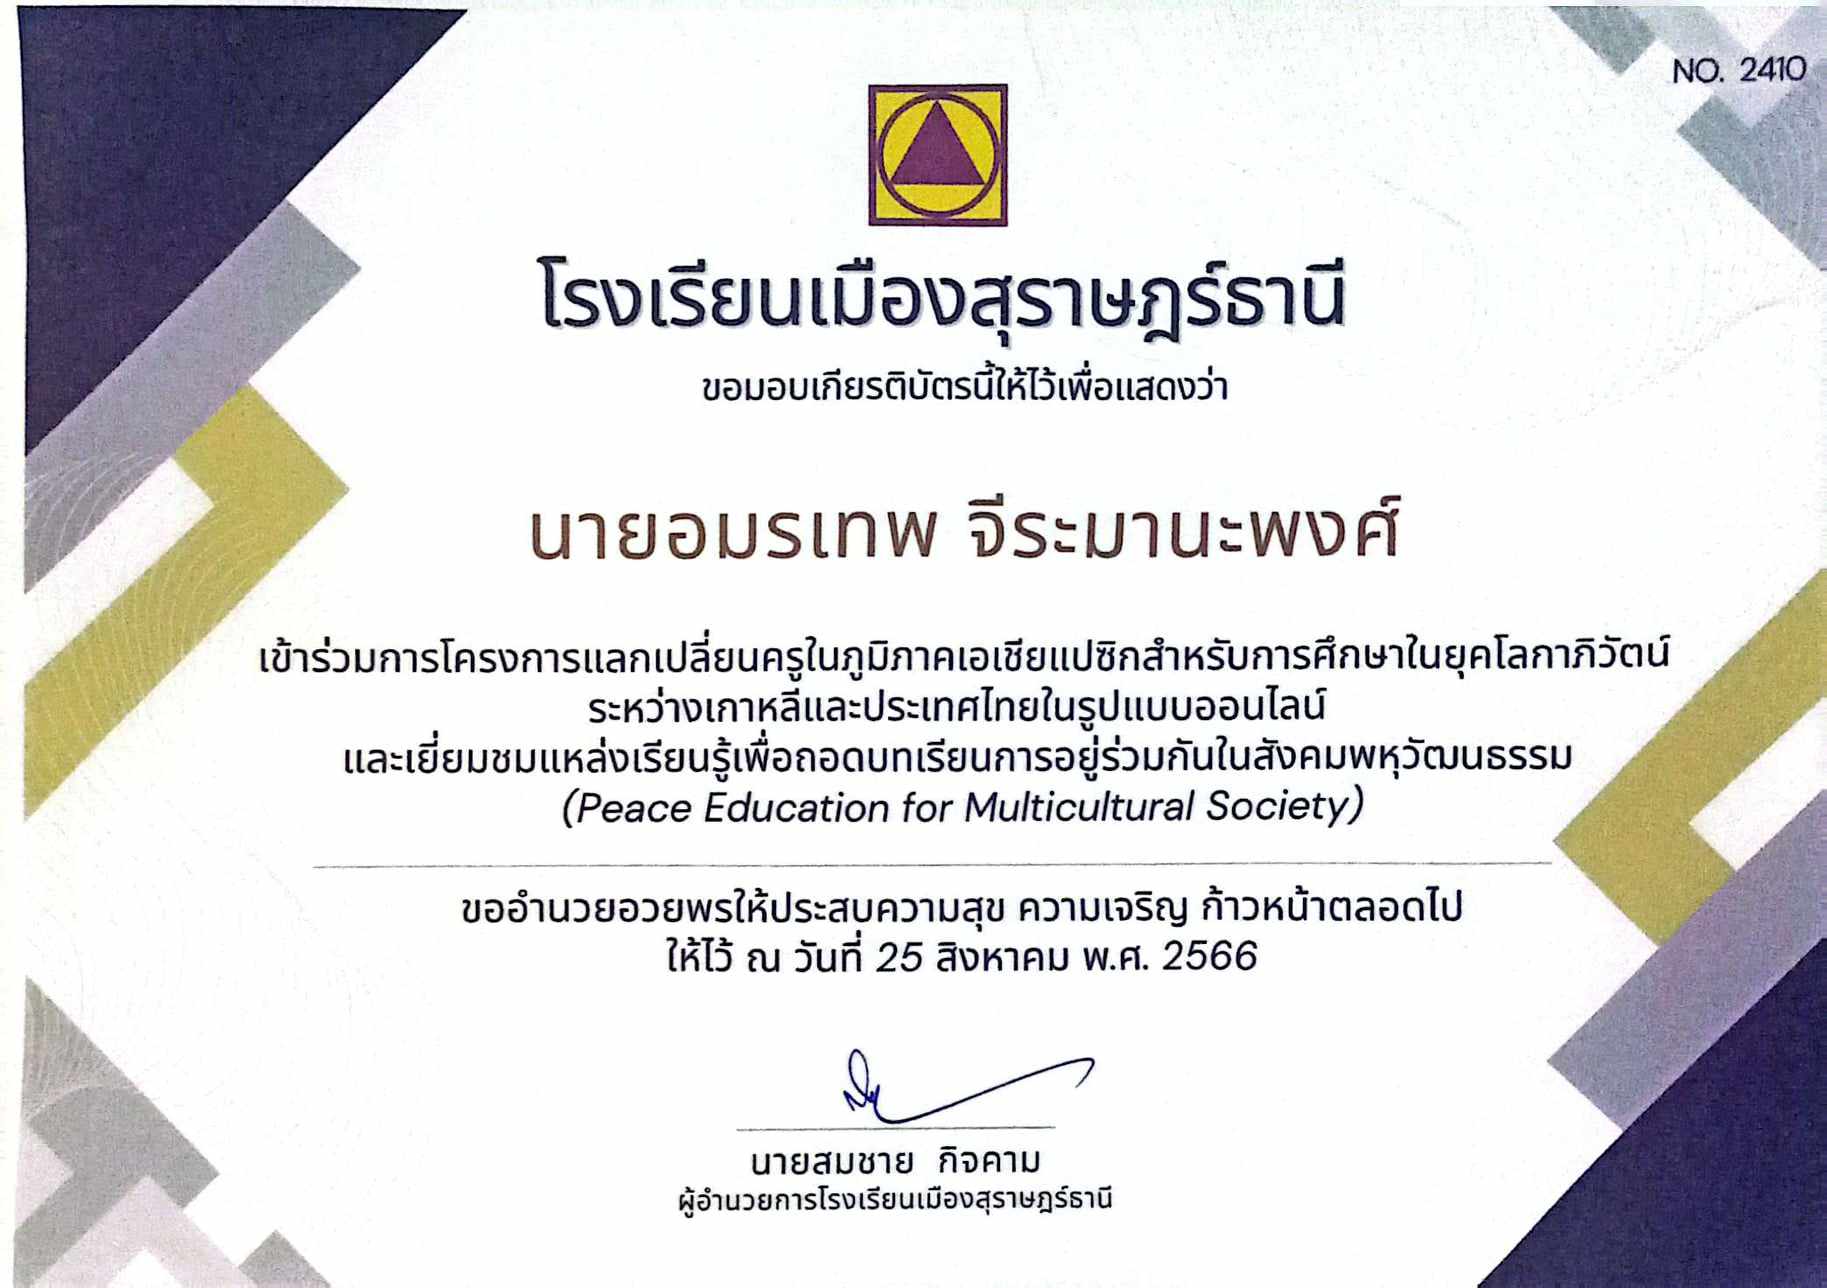 NO. 2410
โรงเรียนเมืองสุราษฎร์ธานี
ขอมอบเกียรติบัตรนี้ให้ไว้เพื่อแสดงว่า
นายอมรเทพ จีระมานะพงศ์
เข้าร่วมการโครงการแลกเปลี่ยนครูในภูมิภาคเอเชียแปซิกสำหรับการศึกษาในยุคโลกาภิวัตน์
ระหว่างเกาหลีและประเทศไทยในรูปแบบออนไลน์
และเยี่ยมชมแหล่งเรียนรู้เพื่อถอดบทเรียนการอยู่ร่วมกันในสังคมพหุวัฒนธรรม
(Peace Education for Multicultural Society)
ขออำนวยอวยพรให้ประสบความสุข ความเจริญ ก้าวหน้าตลอดไป
ให้ไว้ ณ วันที่ 25 สิงหาคม พ.ศ. 2566
นายสมชาย กิจคาม
ผู้อำนวยการโรงเรียนเมืองสุราษฎร์ธานี